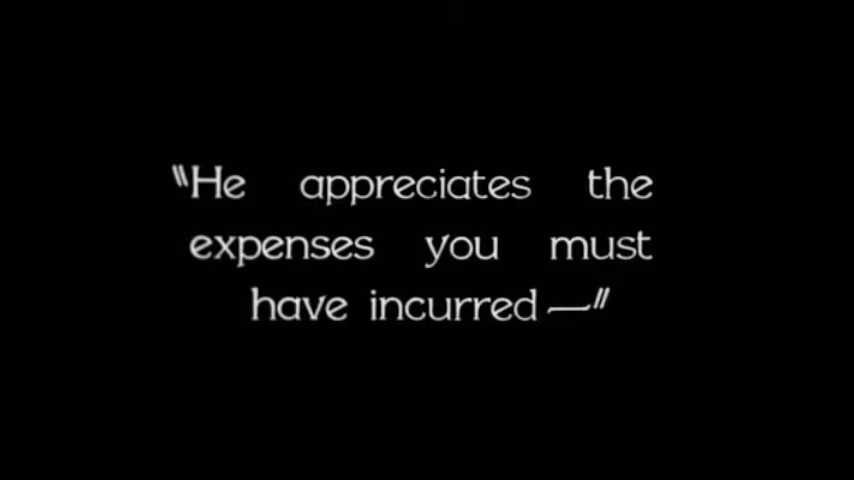 "He appreciates the
expenses you must
have incurred—"